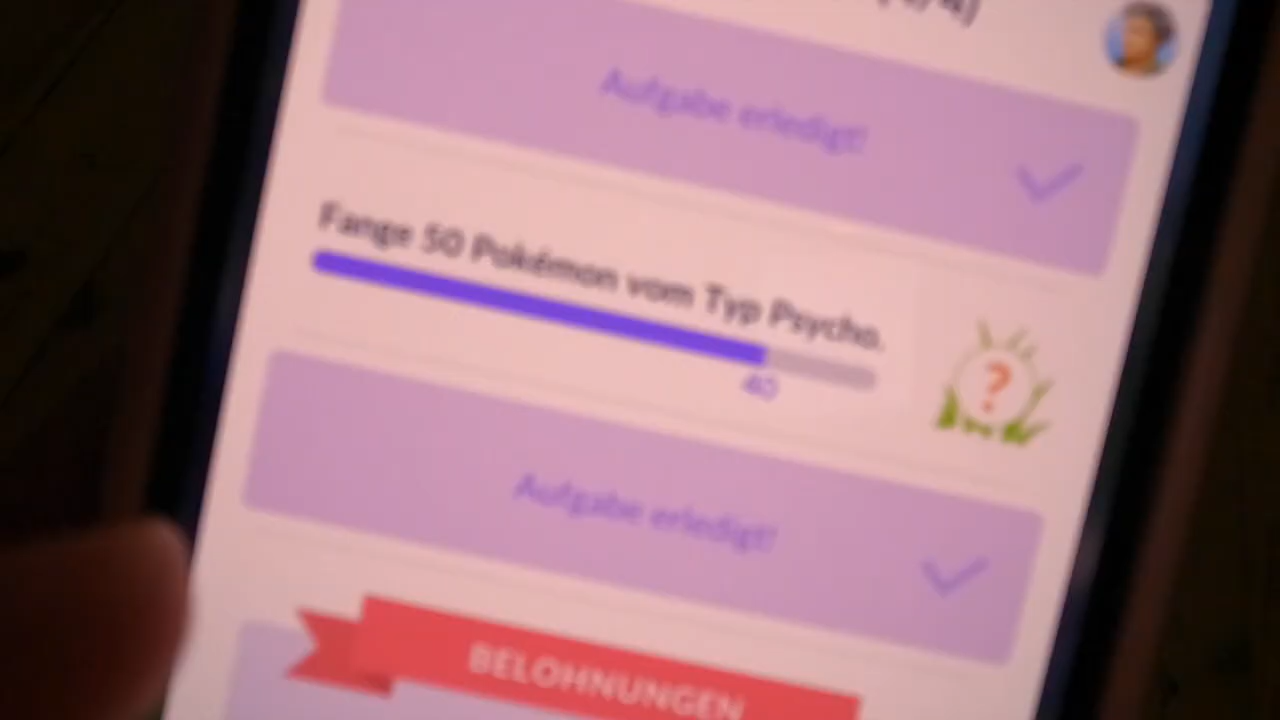 Aufgabe erledigt!
Fange 50 Pokémon vom Typ Psycho.
40
?
Aufgabe erledigt!
BELOHNUNGEN